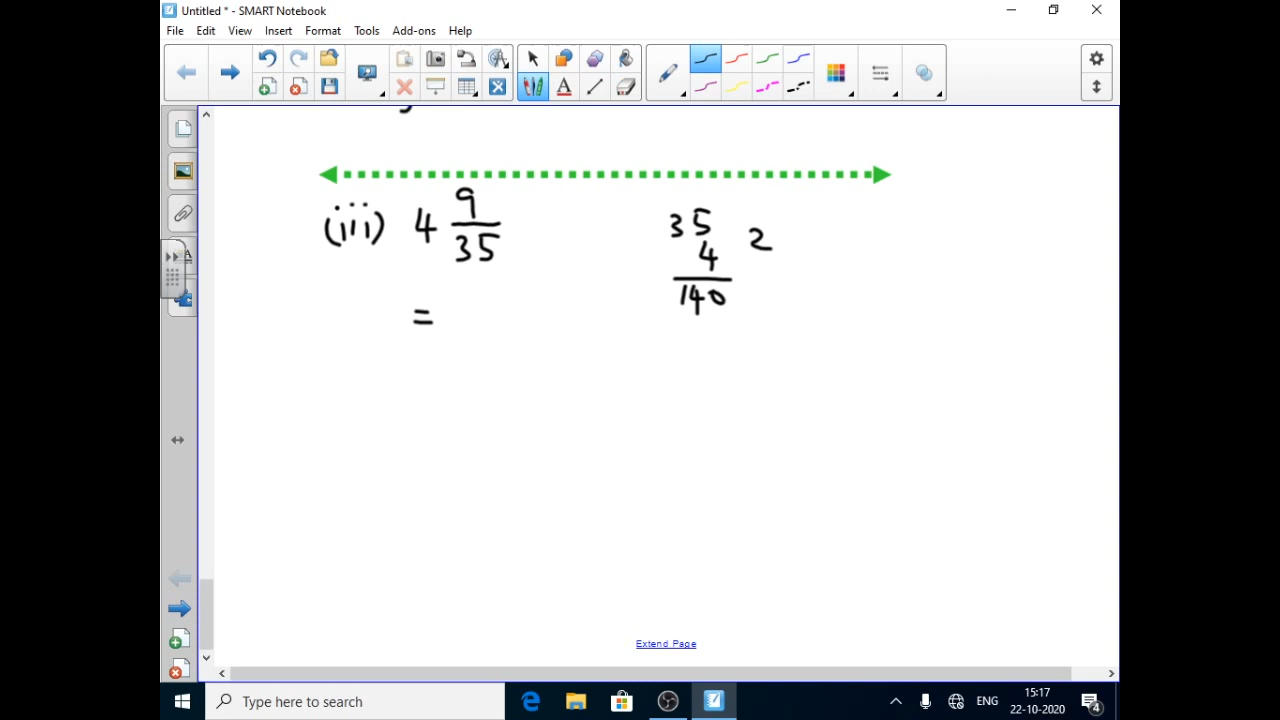 Untitled * - SMART Notebook
File Edit View Insert Format Tools Add-ons Help
(iii) 4 9/35
=
35
4 2
140
Extend Page
Type here to search
ENG
15:17
22-10-2020
4